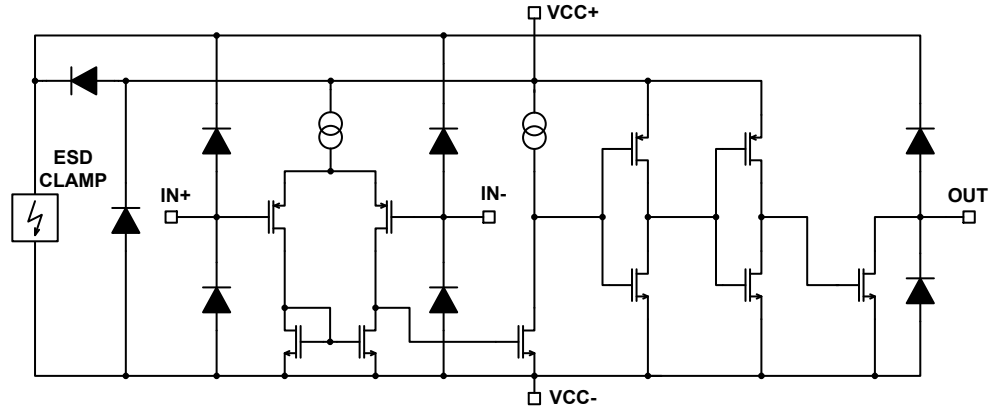 VCC+
ESD
CLAMP
IN+
IN-
OUT
VCC-